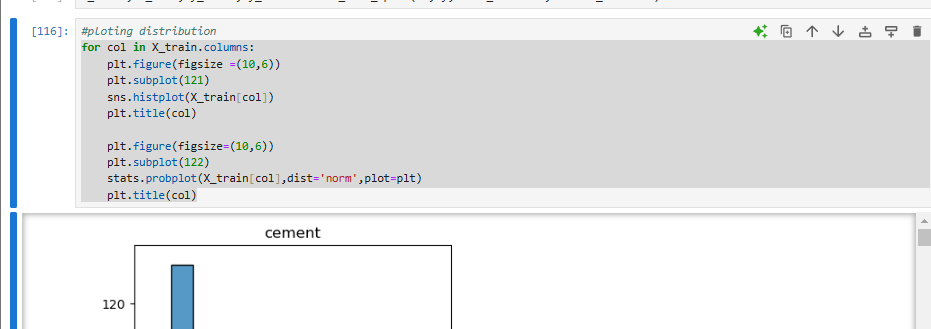 [116]:
#ploting distribution
for col in X_train.columns:
    plt.figure(figsize =(10,6))
    plt.subplot(121)
    sns.histplot(X_train[col])
    plt.title(col)

    plt.figure(figsize=(10,6))
    plt.subplot(122)
    stats.probplot(X_train[col],dist='norm',plot=plt)
    plt.title(col)
cement
120